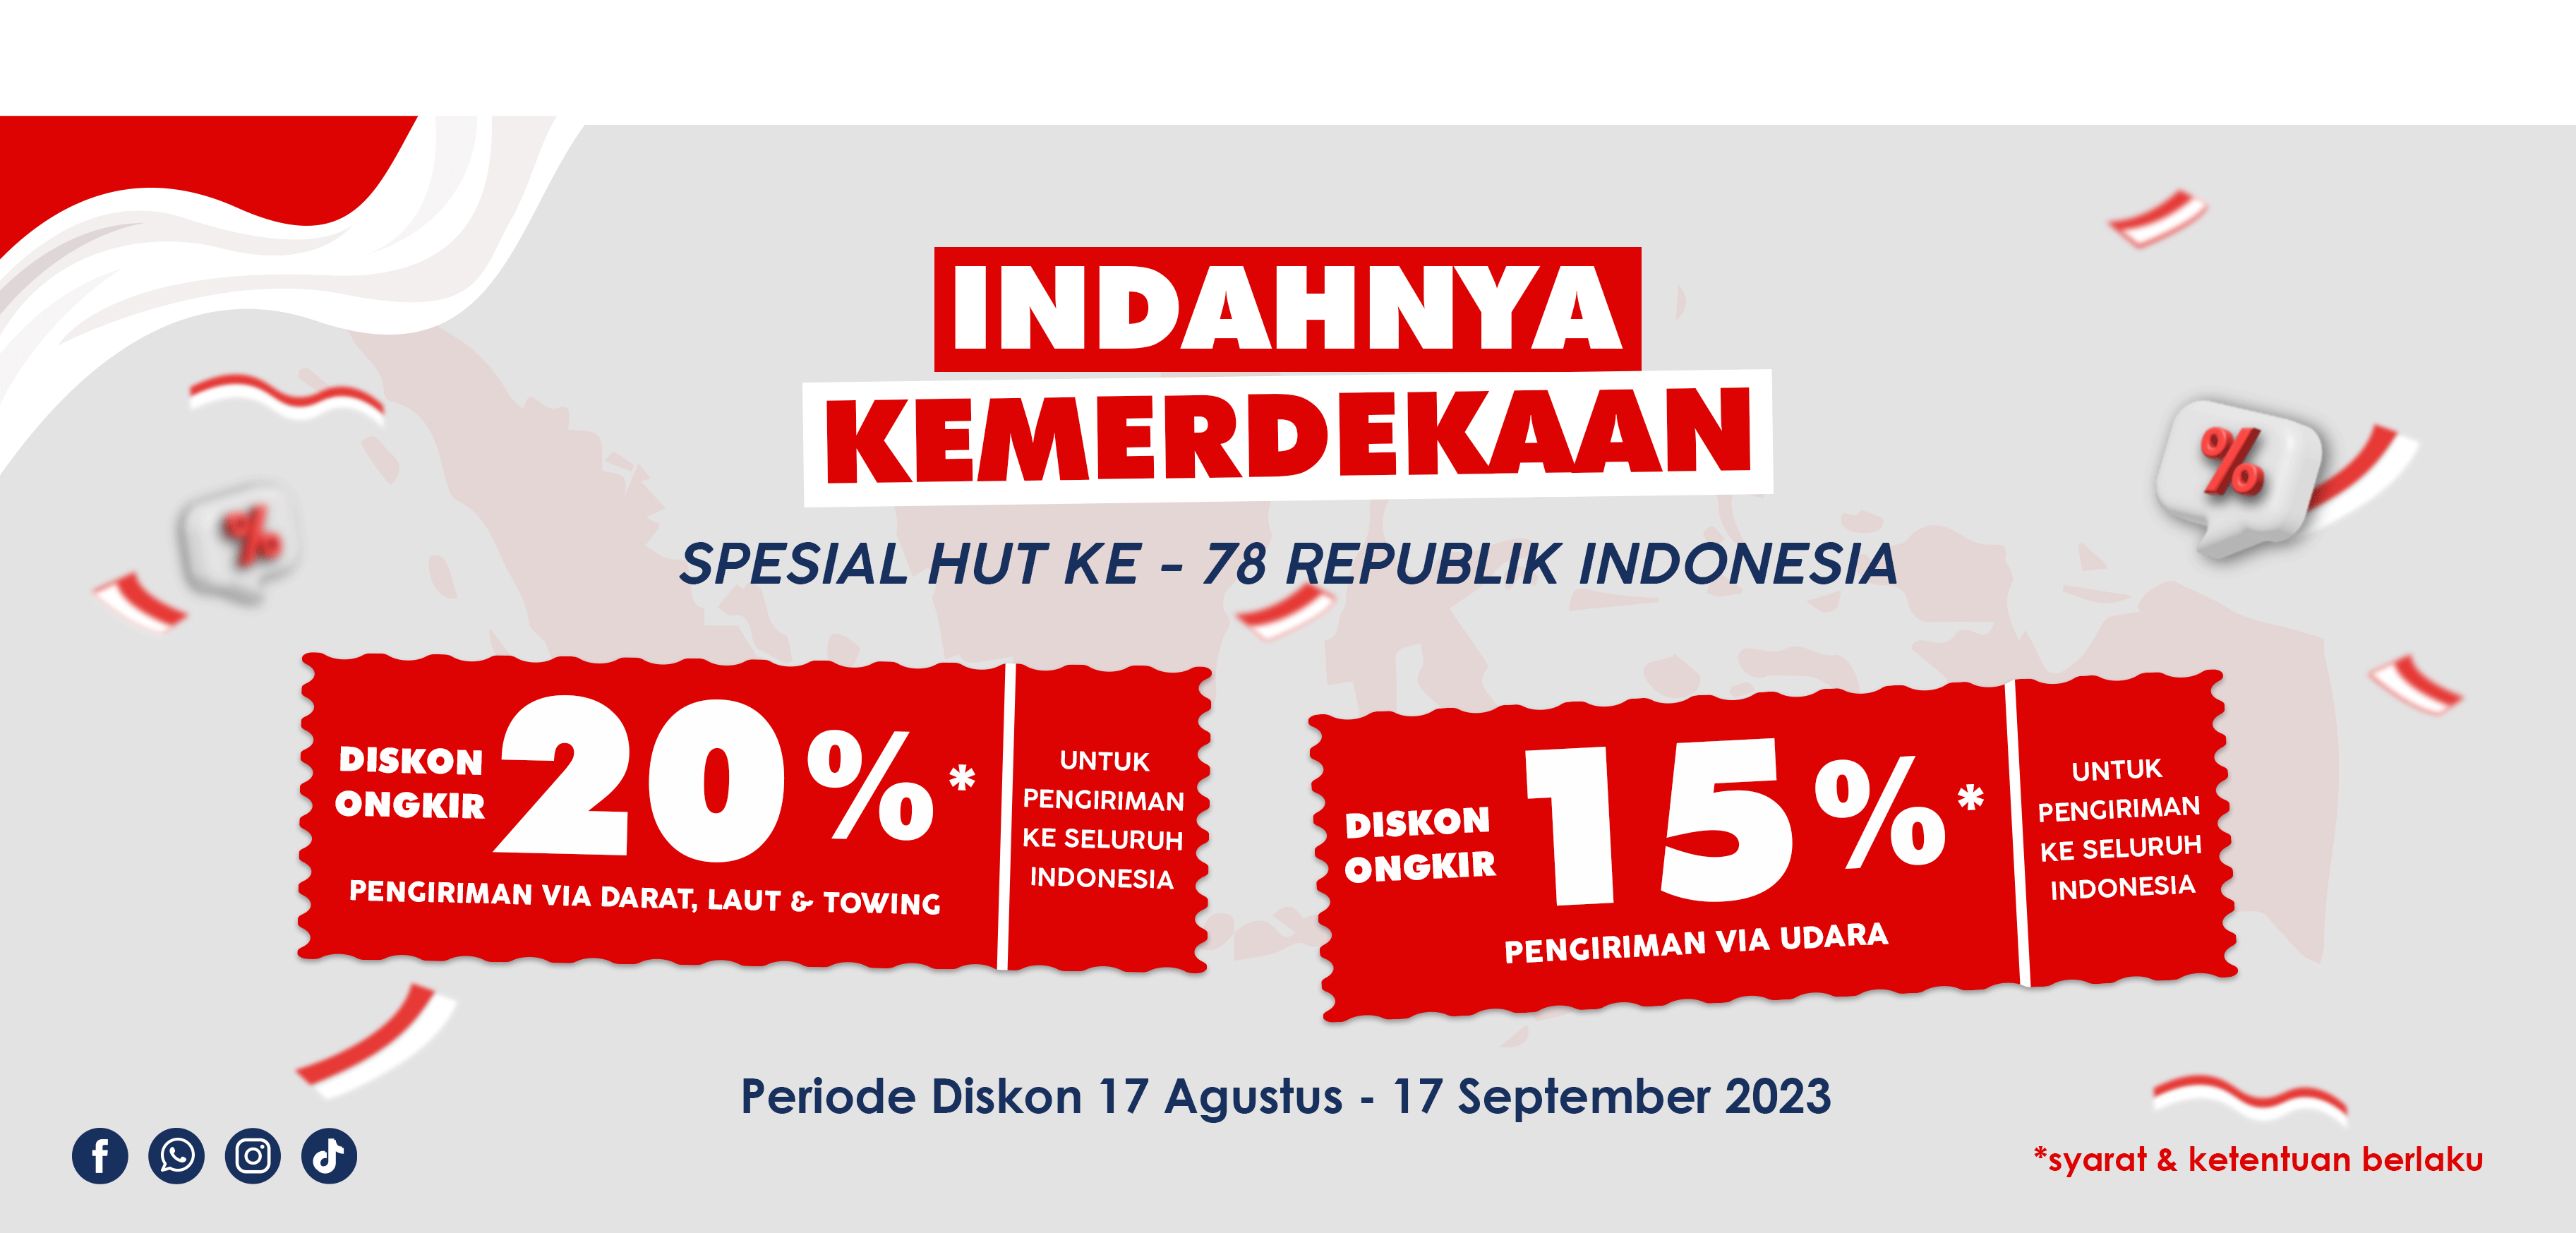 INDAHNYA
KEMERDEKAAN
SPESIAL HUT KE - 78 REPUBLIK INDONESIA
DISKON
ONGKIR
20%*
PENGIRIMAN VIA DARAT, LAUT & TOWING
UNTUK
PENGIRIMAN
KE SELURUH
INDONESIA
DISKON
ONGKIR
15%*
PENGIRIMAN VIA UDARA
UNTUK
PENGIRIMAN
KE SELURUH
INDONESIA
%
%
Periode Diskon 17 Agustus - 17 September 2023
*syarat & ketentuan berlaku